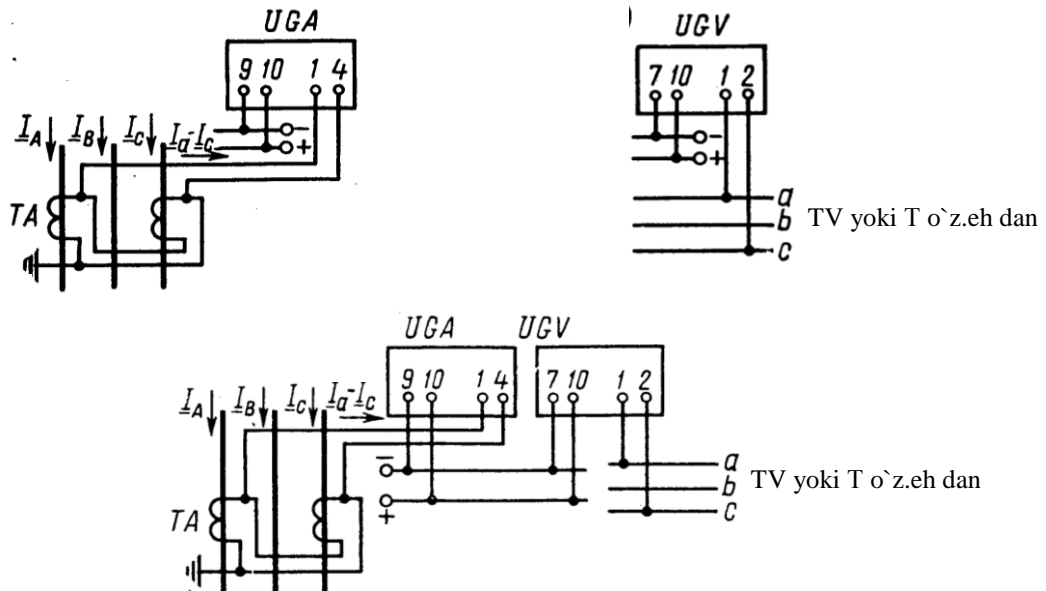 UGA
9 10 1 4
I_A I_B I_C I_a-I_c
−
+
TA
UGV
7 10 1 2
−
+
a
b
c
TV yoki T o`z.eh dan
UGA UGV
9 10 1 4 7 10 1 2
I_A I_B I_C I_a-I_c
−
+
TA
a
b
c
TV yoki T o`z.eh dan